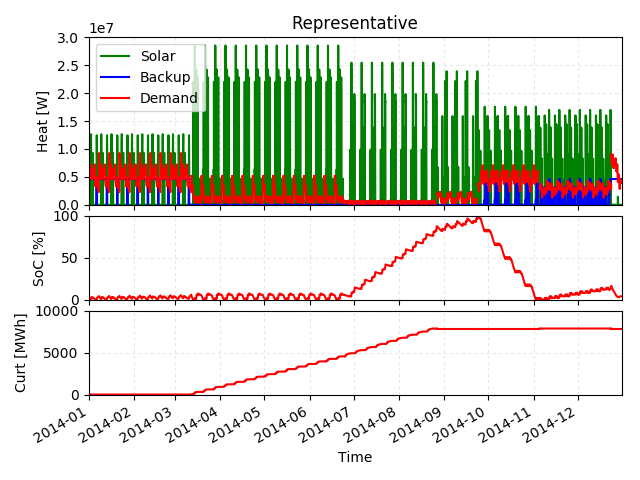 Representative
1e7
3.0
2.5
2.0
1.5
1.0
0.5
0.0
Heat [W]
Solar
Backup
Demand
100
50
0
SoC [%]
10000
5000
0
Curt [MWh]
2014-01
2014-02
2014-03
2014-04
2014-05
2014-06
2014-07
2014-08
2014-09
2014-10
2014-11
2014-12
Time